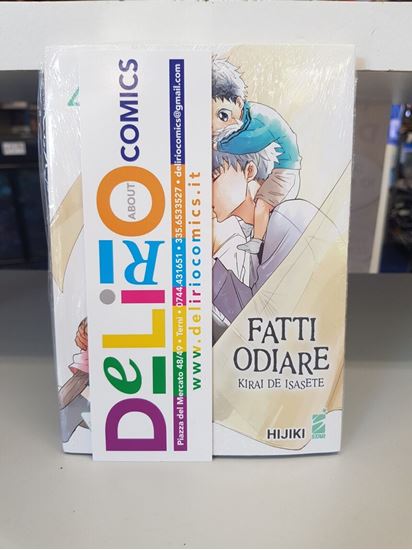 DeLiRiO
ABOUT
COMICS
Piazza del Mercato 48/49 • Terni • 0744.431651 • 335.6533527 • deliriocomics@gmail.com
www.deliriocomics.it
FATTI
ODIARE
KIRAI DE ISASETE
HIJIKI
STAR